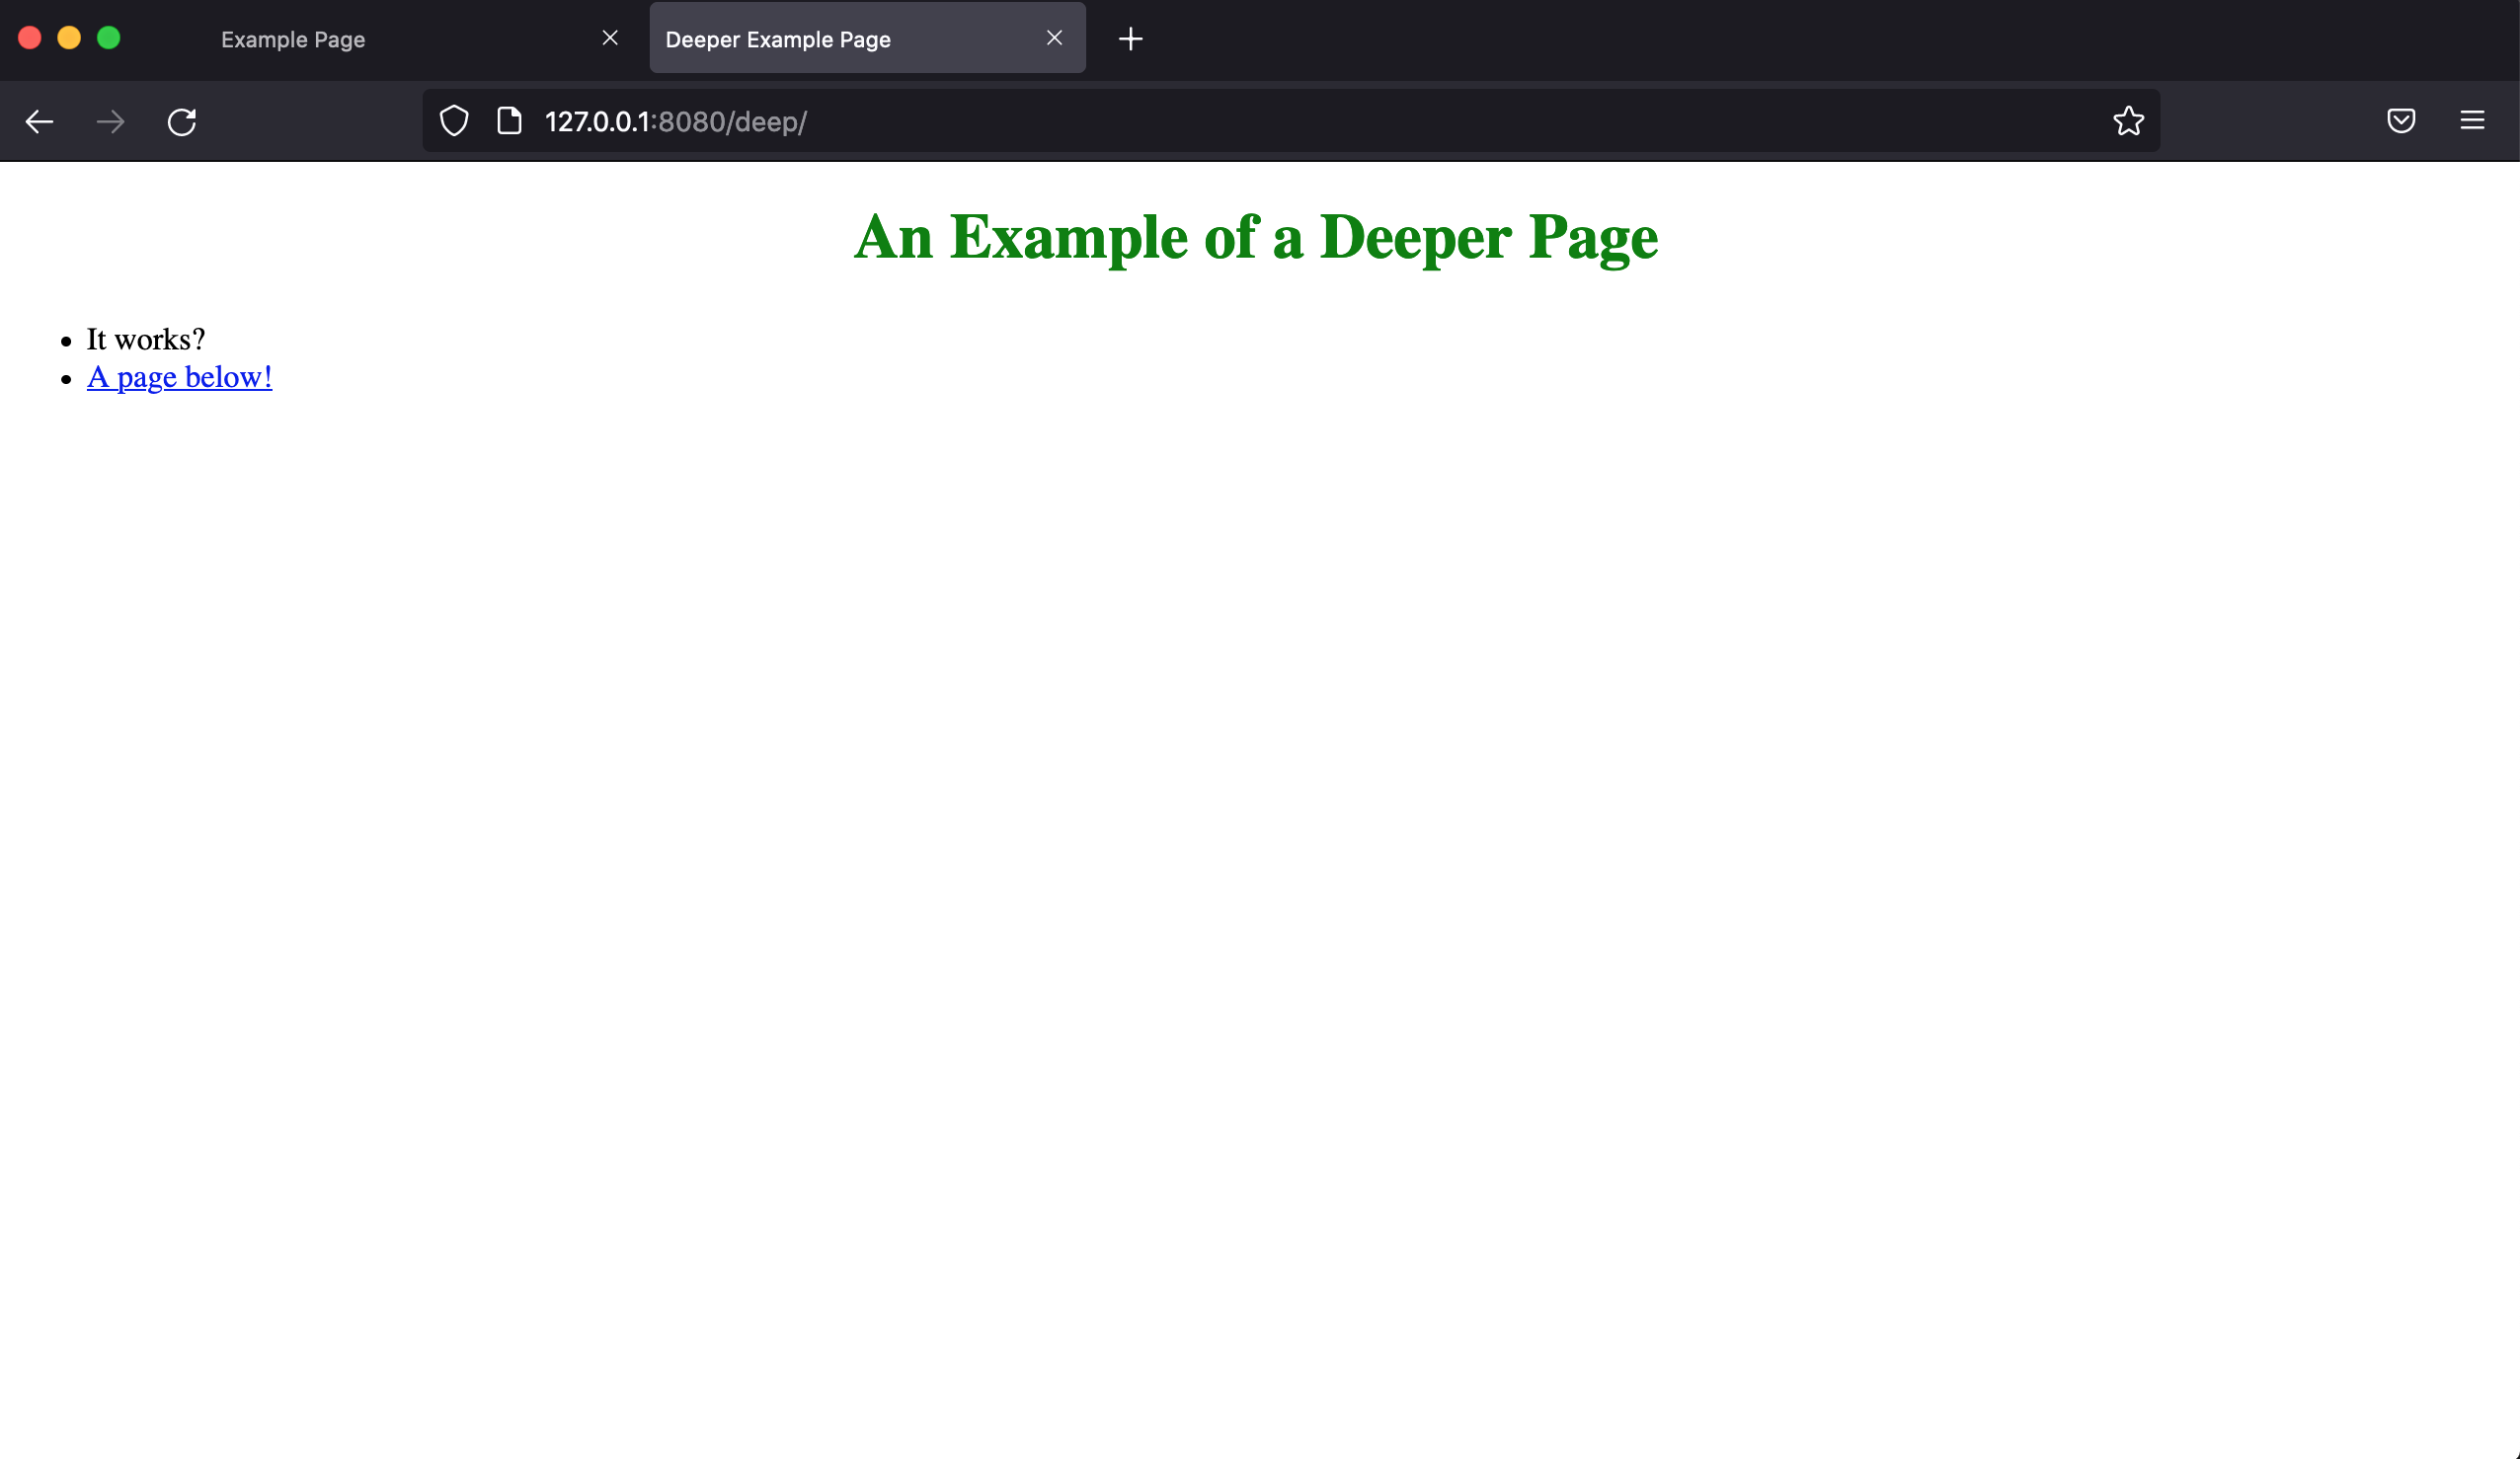 Example Page
Deeper Example Page
127.0.0.1:8080/deep/
An Example of a Deeper Page
It works?
A page below!